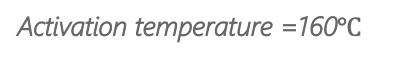 Activation temperature =160℃